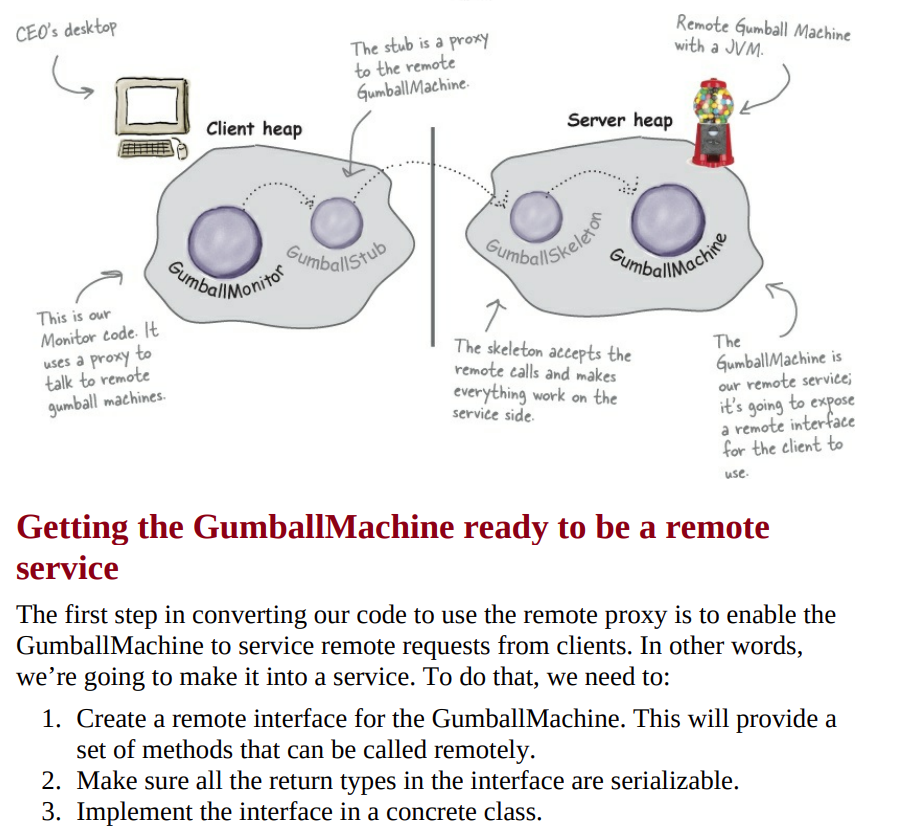 CEO's desktop
The stub is a proxy
to the remote
GumballMachine.
Remote Gumball Machine
with a JVM.
Client heap
Server heap
GumballMonitor
GumballStub
GumballSkeleton
GumballMachine
This is our
Monitor code. It
uses a proxy to
talk to remote
gumball machines.
The skeleton accepts the
remote calls and makes
everything work on the
service side.
The
GumballMachine is
our remote service;
it's going to expose
a remote interface
for the client to
use.
Getting the GumballMachine ready to be a remote
service
The first step in converting our code to use the remote proxy is to enable the
GumballMachine to service remote requests from clients. In other words,
we’re going to make it into a service. To do that, we need to:
1. Create a remote interface for the GumballMachine. This will provide a
set of methods that can be called remotely.
2. Make sure all the return types in the interface are serializable.
3. Implement the interface in a concrete class.